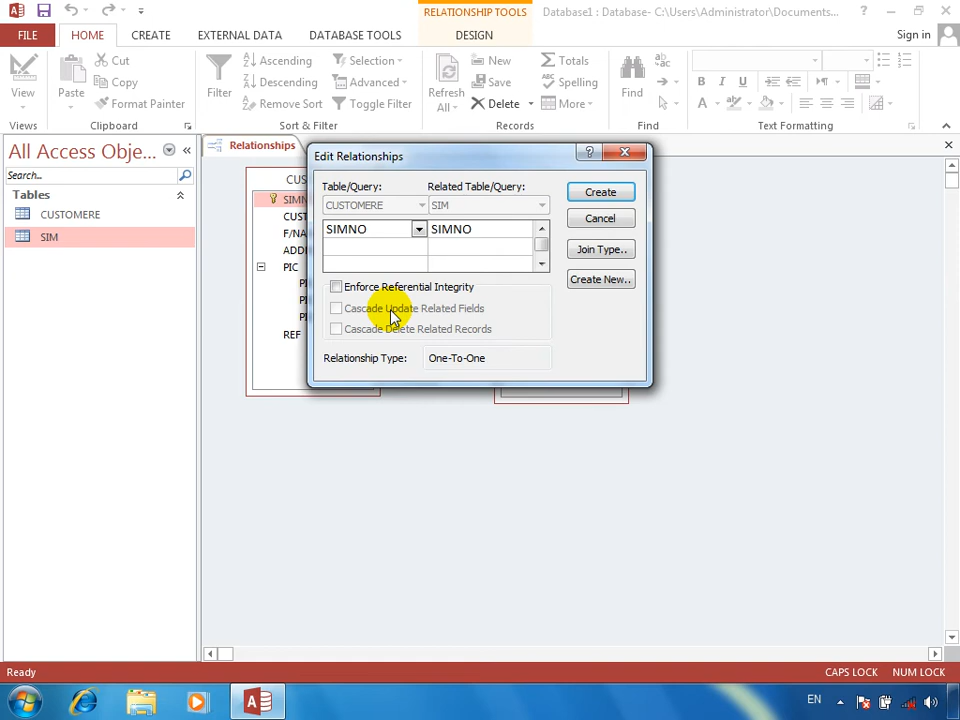 RELATIONSHIP TOOLS
Database1 : Database- C:\Users\Administrator\Documents...
FILE
HOME
CREATE
EXTERNAL DATA
DATABASE TOOLS
DESIGN
Sign in
View
Paste
Cut
Copy
Format Painter
Filter
Ascending
Descending
Remove Sort
Selection
Advanced
Toggle Filter
Refresh
All
New
Save
Delete
Totals
Spelling
More
Find
Views
Clipboard
Sort & Filter
Records
Find
Text Formatting
All Access Obje...
Search...
Tables
CUSTOMERE
SIM
Relationships
CUS
SIMN
CUST
F/NA
ADD
PIC
REF
Edit Relationships
Table/Query:
Related Table/Query:
CUSTOMERE
SIM
SIMNO
SIMNO
Enforce Referential Integrity
Cascade Update Related Fields
Cascade Delete Related Records
Relationship Type:
One-To-One
Create
Cancel
Join Type..
Create New..
Ready
CAPS LOCK
NUM LOCK
EN